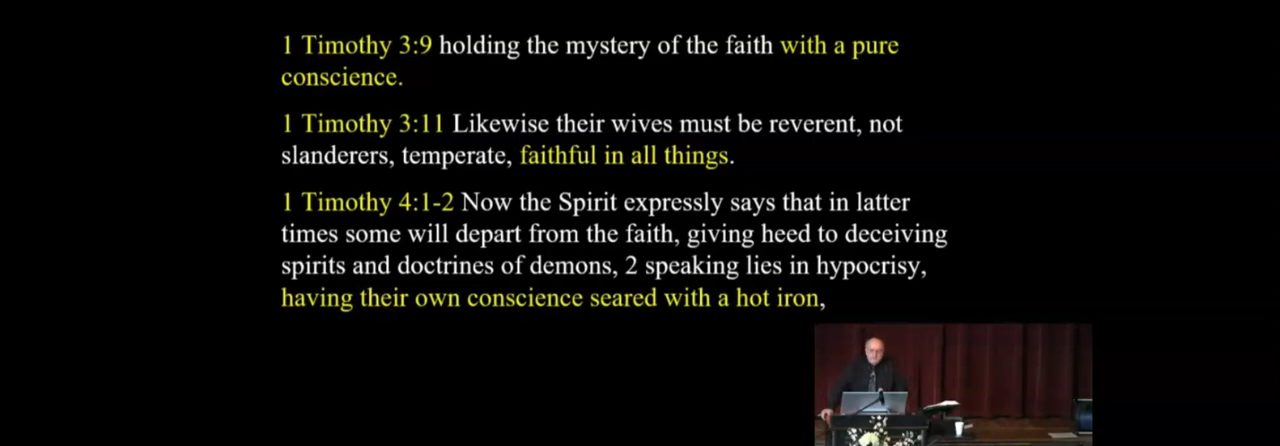 1 Timothy 3:9 holding the mystery of the faith with a pure
conscience.
1 Timothy 3:11 Likewise their wives must be reverent, not
slanderers, temperate, faithful in all things.
1 Timothy 4:1-2 Now the Spirit expressly says that in latter
times some will depart from the faith, giving heed to deceiving
spirits and doctrines of demons, 2 speaking lies in hypocrisy,
having their own conscience seared with a hot iron,